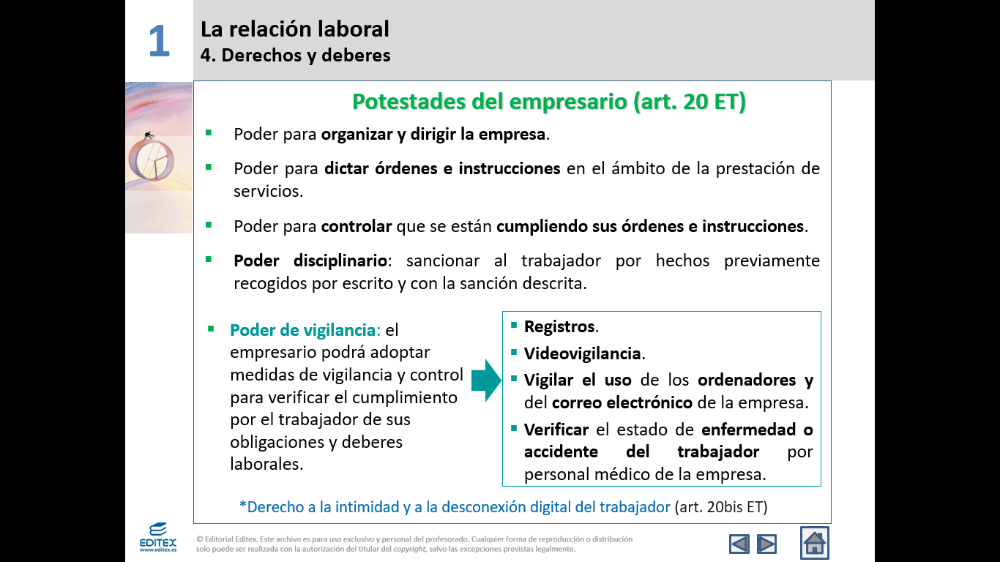 1
La relación laboral
4. Derechos y deberes
Potestades del empresario (art. 20 ET)
Poder para organizar y dirigir la empresa.
Poder para dictar órdenes e instrucciones en el ámbito de la prestación de
servicios.
Poder para controlar que se están cumpliendo sus órdenes e instrucciones.
Poder disciplinario: sancionar al trabajador por hechos previamente
recogidos por escrito y con la sanción descrita.
Poder de vigilancia: el
empresario podrá adoptar
medidas de vigilancia y control
para verificar el cumplimiento
por el trabajador de sus
obligaciones y deberes
laborales.
Registros.
Videovigilancia.
Vigilar el uso de los ordenadores y
del correo electrónico de la empresa.
Verificar el estado de enfermedad o
accidente del trabajador por
personal médico de la empresa.
*Derecho a la intimidad y a la desconexión digital del trabajador (art. 20bis ET)
EDITEX
www.editex.es
© Editorial Editex. Este archivo es para uso exclusivo y personal del profesorado. Cualquier forma de reproducción o distribución
solo puede ser realizada con la autorización del titular del copyright, salvo las excepciones previstas legalmente.